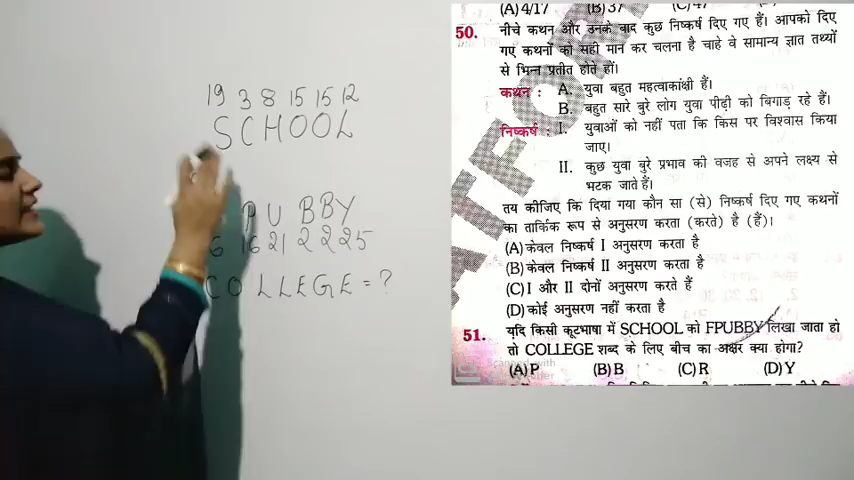 19 3 8 15 15 12
SCHOOL
PU BBY
6 16 21 2 2 25
COLLEGE = ?
(A) 4/17 (B) 37 (C) 47
50. नीचे कथन और उनके बाद कुछ निष्कर्ष दिए गए हैं। आपको दिए
गए कथनों को सही मान कर चलना है चाहे वे सामान्य ज्ञात तथ्यों
से भिन्न प्रतीत होते हों।
कथन : A. युवा बहुत महत्वाकांक्षी हैं।
B. बहुत सारे बुरे लोग युवा पीढ़ी को बिगाड़ रहे हैं।
निष्कर्ष : I. युवाओं को नहीं पता कि किस पर विश्वास किया
जाए।
II. कुछ युवा बुरे प्रभाव की वजह से अपने लक्ष्य से
भटक जाते हैं।
तय कीजिए कि दिया गया कौन सा (से) निष्कर्ष दिए गए कथनों
का तार्किक रूप से अनुसरण करता (करते) है (हैं)।
(A) केवल निष्कर्ष I अनुसरण करता है
(B) केवल निष्कर्ष II अनुसरण करता है
(C) I और II दोनों अनुसरण करते हैं
(D) कोई अनुसरण नहीं करता है
51. यदि किसी कूटभाषा में SCHOOL को FPUBBY लिखा जाता हो
तो COLLEGE शब्द के लिए बीच का अक्षर क्या होगा?
(A) P (B) B (C) R (D) Y